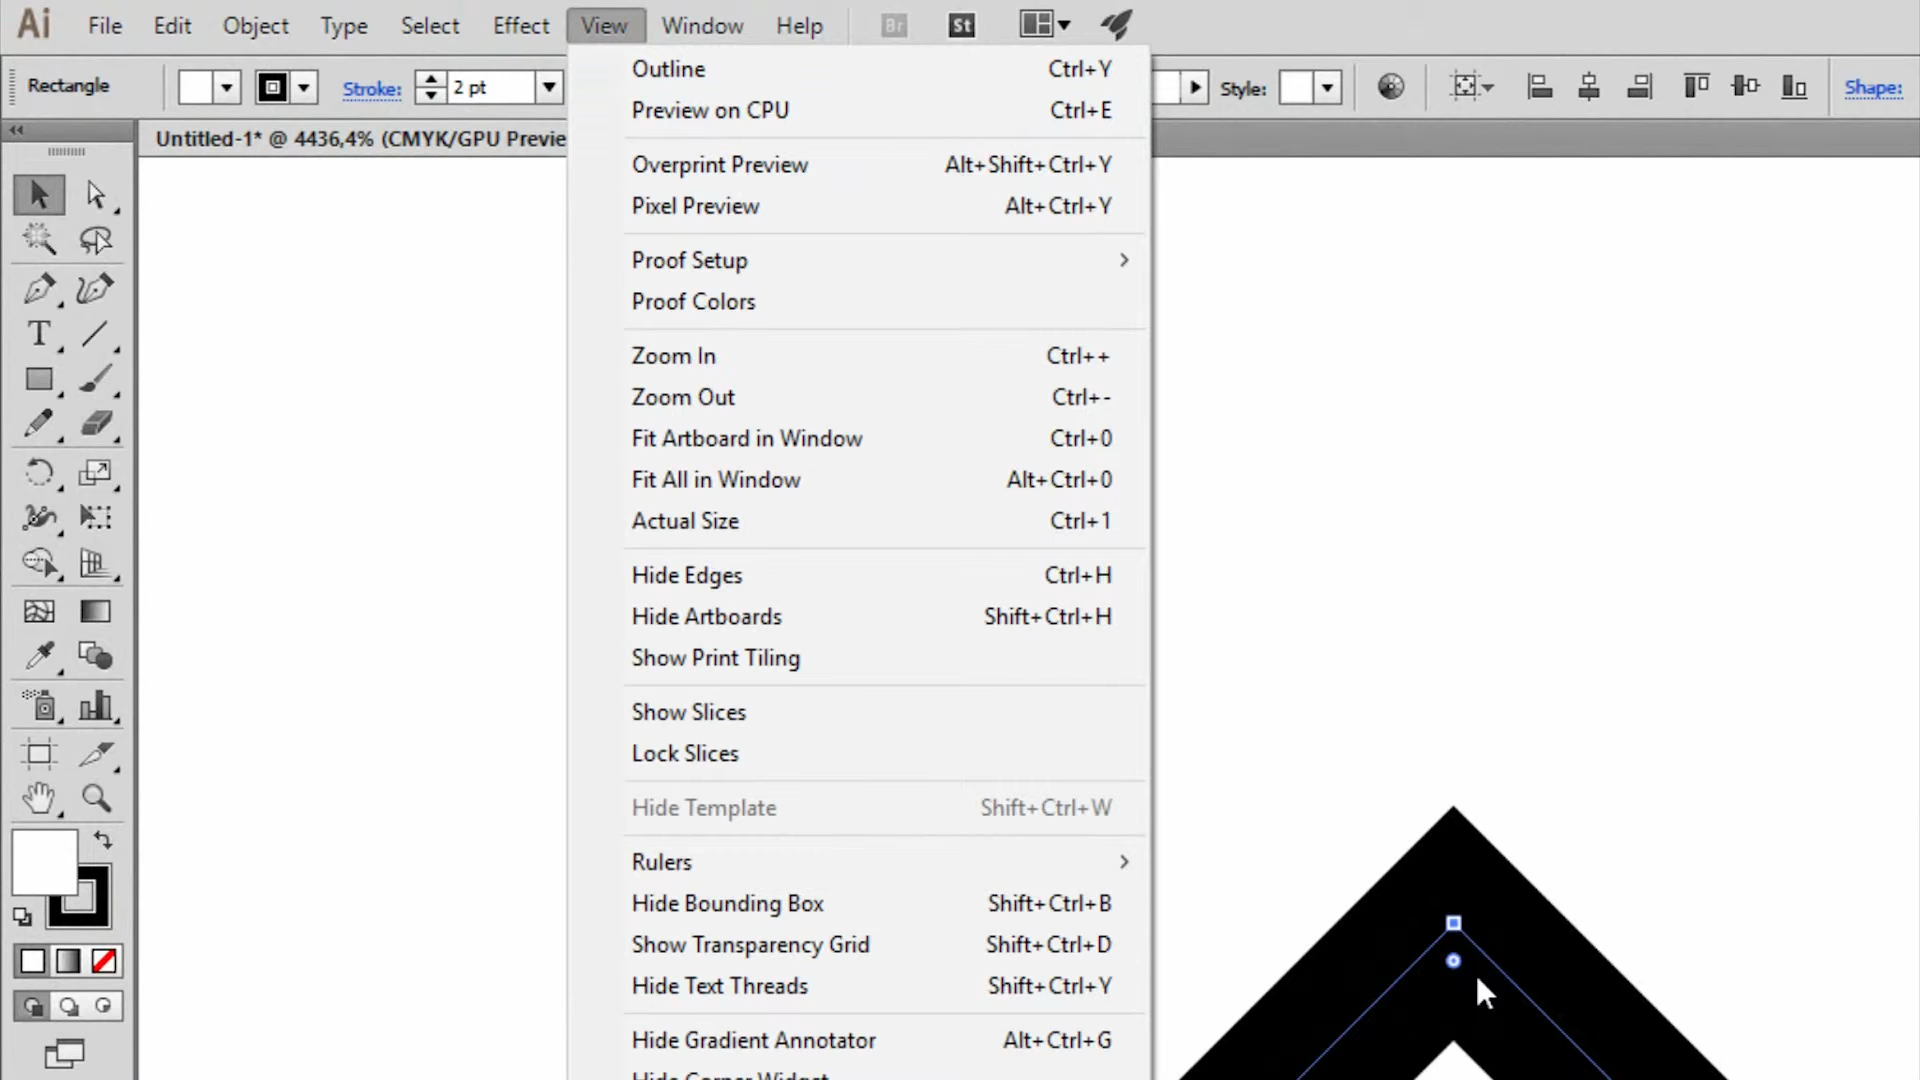 Ai File Edit Object Type Select Effect View Window Help Br St
Rectangle Stroke: 2 pt Style: Shape:
Untitled-1* @ 4436,4% (CMYK/GPU Previe
Outline Ctrl+Y
Preview on CPU Ctrl+E
Overprint Preview Alt+Shift+Ctrl+Y
Pixel Preview Alt+Ctrl+Y
Proof Setup
Proof Colors
Zoom In Ctrl++
Zoom Out Ctrl+-
Fit Artboard in Window Ctrl+0
Fit All in Window Alt+Ctrl+0
Actual Size Ctrl+1
Hide Edges Ctrl+H
Hide Artboards Shift+Ctrl+H
Show Print Tiling
Show Slices
Lock Slices
Hide Template Shift+Ctrl+W
Rulers
Hide Bounding Box Shift+Ctrl+B
Show Transparency Grid Shift+Ctrl+D
Hide Text Threads Shift+Ctrl+Y
Hide Gradient Annotator Alt+Ctrl+G
Hide Corner Widget